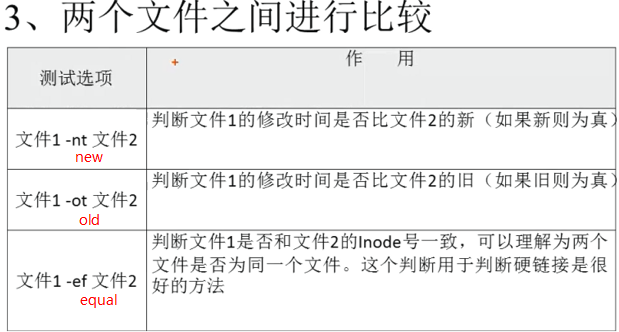 3、两个文件之间进行比较
测试选项
作 用
文件1 -nt 文件2
new
判断文件1的修改时间是否比文件2的新（如果新则为真）
文件1 -ot 文件2
old
判断文件1的修改时间是否比文件2的旧（如果旧则为真）
文件1 -ef 文件2
equal
判断文件1是否和文件2的Inode号一致，可以理解为两个
文件是否为同一个文件。这个判断用于判断硬链接是很
好的方法